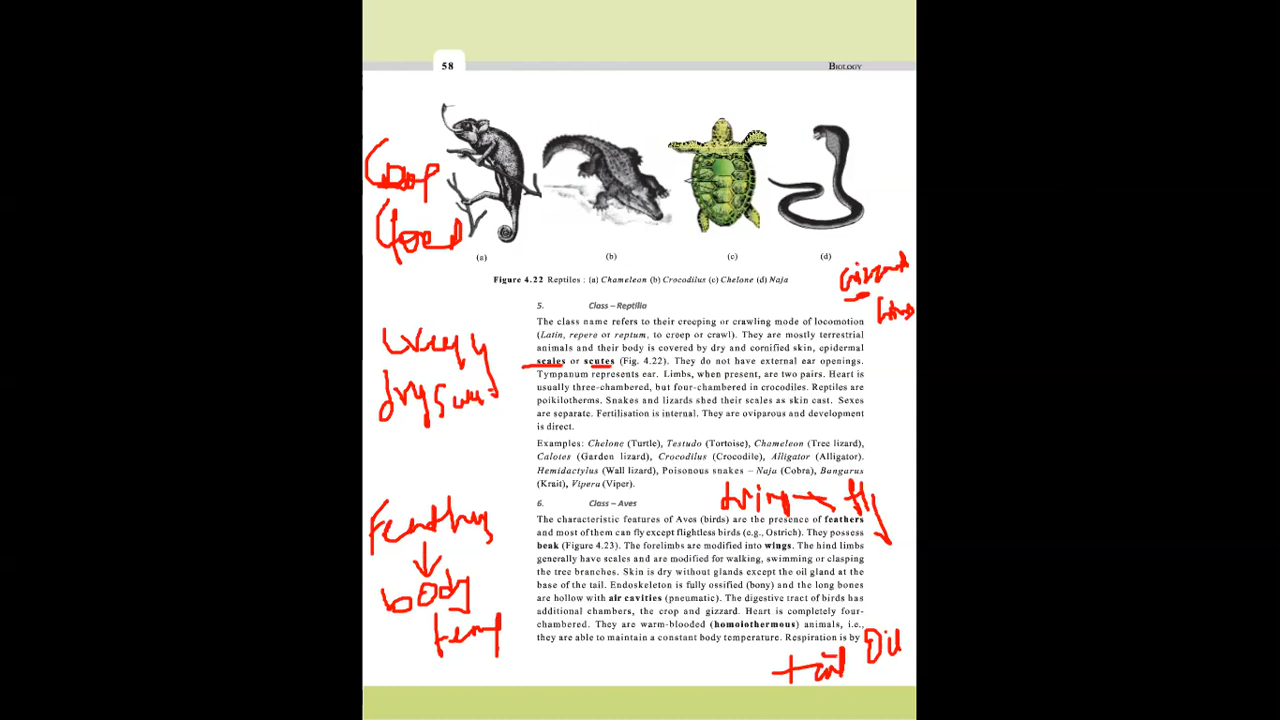 58
BIOLOGY
Crop
food
(a)
(b)
(c)
(d)
Figure 4.22 Reptiles : (a) Chameleon (b) Crocodilus (c) Chelone (d) Naja
Gizzard
5. Class – Reptilia
The class name refers to their creeping or crawling mode of locomotion
(Latin, repere or reptum, to creep or crawl). They are mostly terrestrial
animals and their body is covered by dry and cornified skin, epidermal
scales or scutes (Fig. 4.22). They do not have external ear openings.
Tympanum represents ear. Limbs, when present, are two pairs. Heart is
usually three-chambered, but four-chambered in crocodiles. Reptiles are
poikilotherms. Snakes and lizards shed their scales as skin cast. Sexes
are separate. Fertilisation is internal. They are oviparous and development
is direct.
dry
Examples: Chelone (Turtle), Testudo (Tortoise), Chameleon (Tree lizard),
Calotes (Garden lizard), Crocodilus (Crocodile), Alligator (Alligator).
Hemidactylus (Wall lizard), Poisonous snakes – Naja (Cobra), Bangarus
(Krait), Vipera (Viper).
6. Class – Aves
fly
The characteristic features of Aves (birds) are the presence of feathers
and most of them can fly except flightless birds (e.g., Ostrich). They possess
beak (Figure 4.23). The forelimbs are modified into wings. The hind limbs
generally have scales and are modified for walking, swimming or clasping
the tree branches. Skin is dry without glands except the oil gland at the
base of the tail. Endoskeleton is fully ossified (bony) and the long bones
are hollow with air cavities (pneumatic). The digestive tract of birds has
additional chambers, the crop and gizzard. Heart is completely four-
chambered. They are warm-blooded (homoiothermous) animals, i.e.,
they are able to maintain a constant body temperature. Respiration is by
Feathers
body
temp
tail Oil